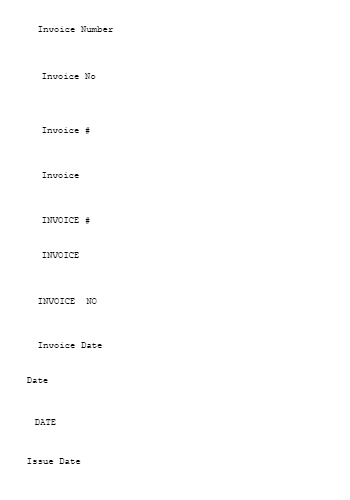 Invoice Number
Invoice No
Invoice #
Invoice
INVOICE #
INVOICE
INVOICE  NO
Invoice Date
Date
DATE
Issue Date